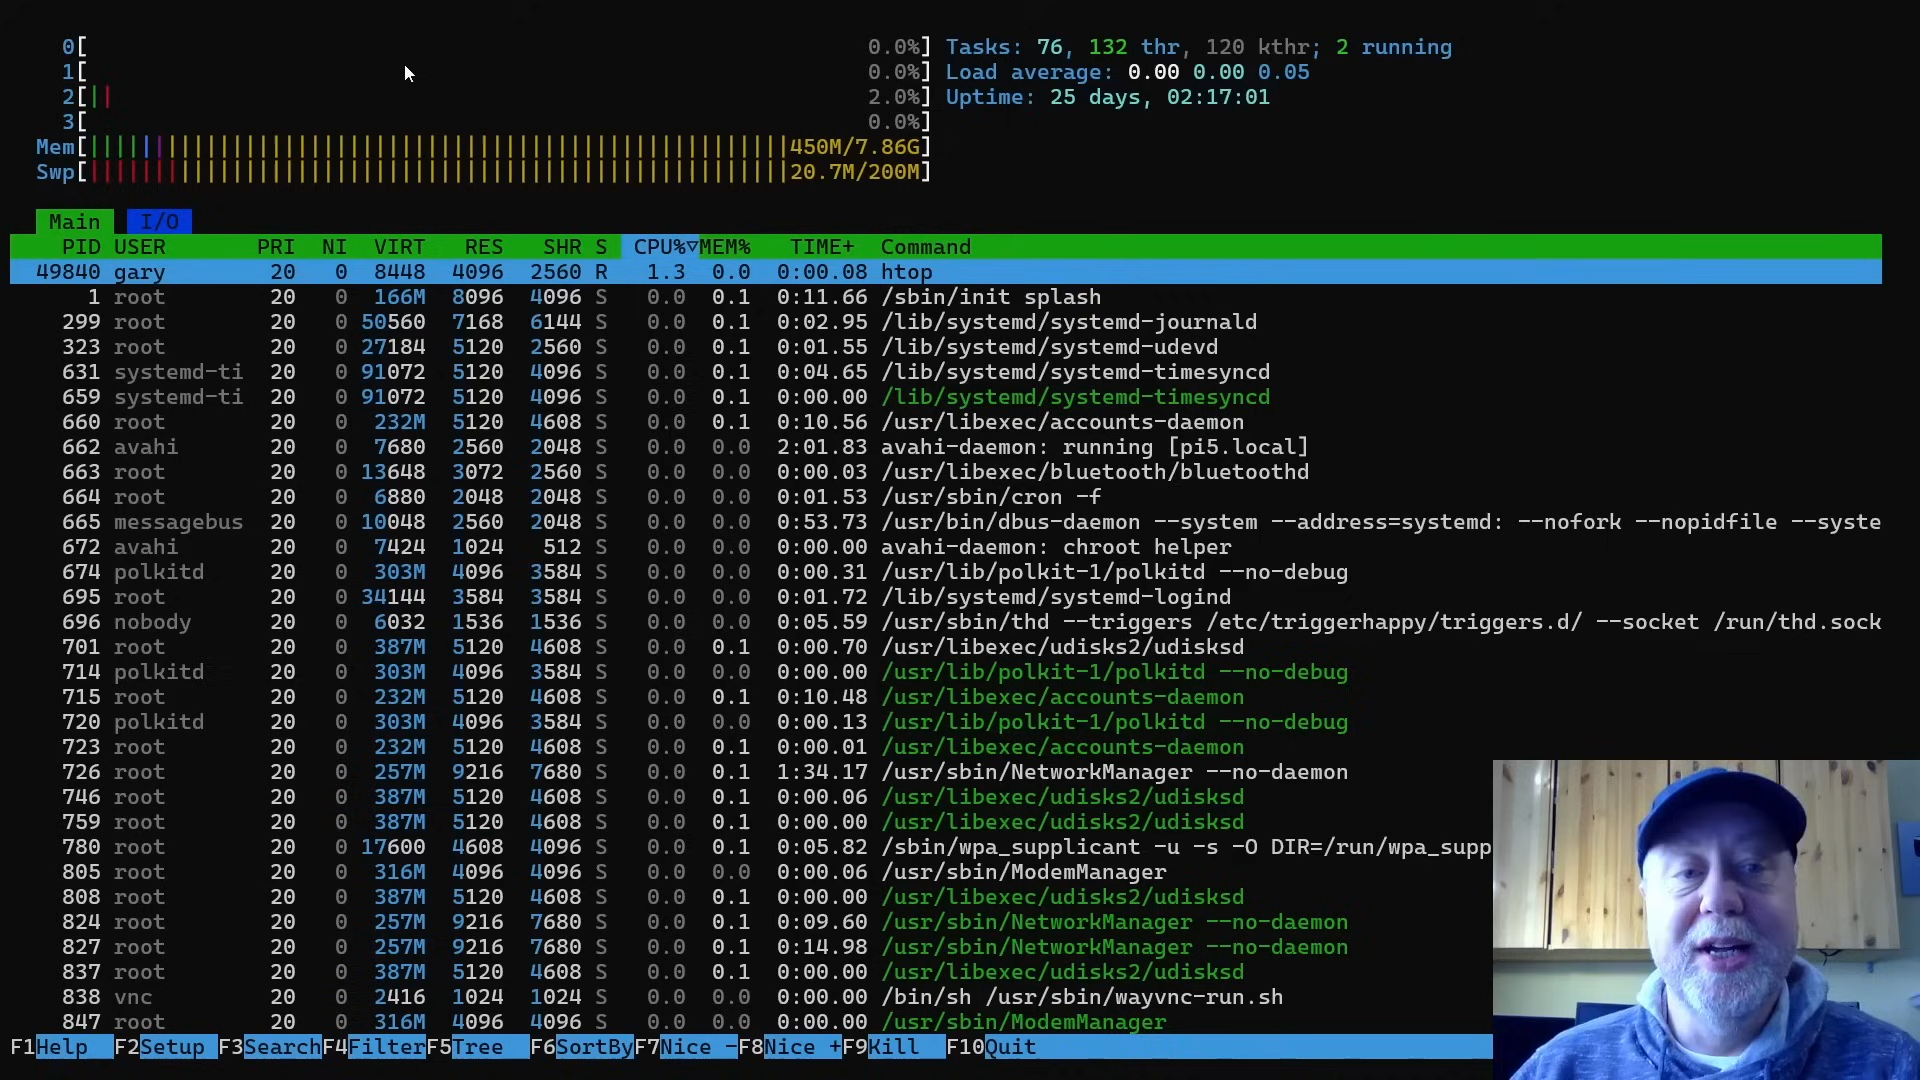 0[ 0.0%] Tasks: 76, 132 thr, 120 kthr; 2 running
1[ 0.0%] Load average: 0.00 0.00 0.05
2[|| 2.0%] Uptime: 25 days, 02:17:01
3[ 0.0%]
Mem[||||||||||||||||||||||||||||||||||||||||||||||||||||||450M/7.86G]
Swp[||||||||||||||||||||||||||||||||||||||||||||||||||||||20.7M/200M]
Main I/O
PID USER PRI NI VIRT RES SHR S CPU%▽MEM% TIME+ Command
49840 gary 20 0 8448 4096 2560 R 1.3 0.0 0:00.08 htop
1 root 20 0 166M 8096 4096 S 0.0 0.1 0:11.66 /sbin/init splash
299 root 20 0 50560 7168 6144 S 0.0 0.1 0:02.95 /lib/systemd/systemd-journald
323 root 20 0 27184 5120 2560 S 0.0 0.1 0:01.55 /lib/systemd/systemd-udevd
631 systemd-ti 20 0 91072 5120 4096 S 0.0 0.1 0:04.65 /lib/systemd/systemd-timesyncd
659 systemd-ti 20 0 91072 5120 4096 S 0.0 0.1 0:00.00 /lib/systemd/systemd-timesyncd
660 root 20 0 232M 5120 4608 S 0.0 0.1 0:10.56 /usr/libexec/accounts-daemon
662 avahi 20 0 7680 2560 2048 S 0.0 0.0 2:01.83 avahi-daemon: running [pi5.local]
663 root 20 0 13648 3072 2560 S 0.0 0.0 0:00.03 /usr/libexec/bluetooth/bluetoothd
664 root 20 0 6880 2048 2048 S 0.0 0.0 0:01.53 /usr/sbin/cron -f
665 messagebus 20 0 10048 2560 2048 S 0.0 0.0 0:53.73 /usr/bin/dbus-daemon --system --address=systemd: --nofork --nopidfile --syste
672 avahi 20 0 7424 1024 512 S 0.0 0.0 0:00.00 avahi-daemon: chroot helper
674 polkitd 20 0 303M 4096 3584 S 0.0 0.0 0:00.31 /usr/lib/polkit-1/polkitd --no-debug
695 root 20 0 34144 3584 3584 S 0.0 0.0 0:01.72 /lib/systemd/systemd-logind
696 nobody 20 0 6032 1536 1536 S 0.0 0.0 0:05.59 /usr/sbin/thd --triggers /etc/triggerhappy/triggers.d/ --socket /run/thd.sock
701 root 20 0 387M 5120 4608 S 0.0 0.1 0:00.70 /usr/libexec/udisks2/udisksd
714 polkitd 20 0 303M 4096 3584 S 0.0 0.0 0:00.00 /usr/lib/polkit-1/polkitd --no-debug
715 root 20 0 232M 5120 4608 S 0.0 0.1 0:10.48 /usr/libexec/accounts-daemon
720 polkitd 20 0 303M 4096 3584 S 0.0 0.0 0:00.13 /usr/lib/polkit-1/polkitd --no-debug
723 root 20 0 232M 5120 4608 S 0.0 0.1 0:00.01 /usr/libexec/accounts-daemon
726 root 20 0 257M 9216 7680 S 0.0 0.1 1:34.17 /usr/sbin/NetworkManager --no-daemon
746 root 20 0 387M 5120 4608 S 0.0 0.1 0:00.06 /usr/libexec/udisks2/udisksd
759 root 20 0 387M 5120 4608 S 0.0 0.1 0:00.00 /usr/libexec/udisks2/udisksd
780 root 20 0 17600 4608 4096 S 0.0 0.1 0:05.82 /sbin/wpa_supplicant -u -s -O DIR=/run/wpa_supp
805 root 20 0 316M 4096 4096 S 0.0 0.0 0:00.06 /usr/sbin/ModemManager
808 root 20 0 387M 5120 4608 S 0.0 0.1 0:00.00 /usr/libexec/udisks2/udisksd
824 root 20 0 257M 9216 7680 S 0.0 0.1 0:09.60 /usr/sbin/NetworkManager --no-daemon
827 root 20 0 257M 9216 7680 S 0.0 0.1 0:14.98 /usr/sbin/NetworkManager --no-daemon
837 root 20 0 387M 5120 4608 S 0.0 0.1 0:00.00 /usr/libexec/udisks2/udisksd
838 vnc 20 0 2416 1024 1024 S 0.0 0.0 0:00.00 /bin/sh /usr/sbin/wayvnc-run.sh
847 root 20 0 316M 4096 4096 S 0.0 0.0 0:00.00 /usr/sbin/ModemManager
F1Help F2Setup F3SearchF4FilterF5Tree F6SortByF7Nice -F8Nice +F9Kill F10Quit